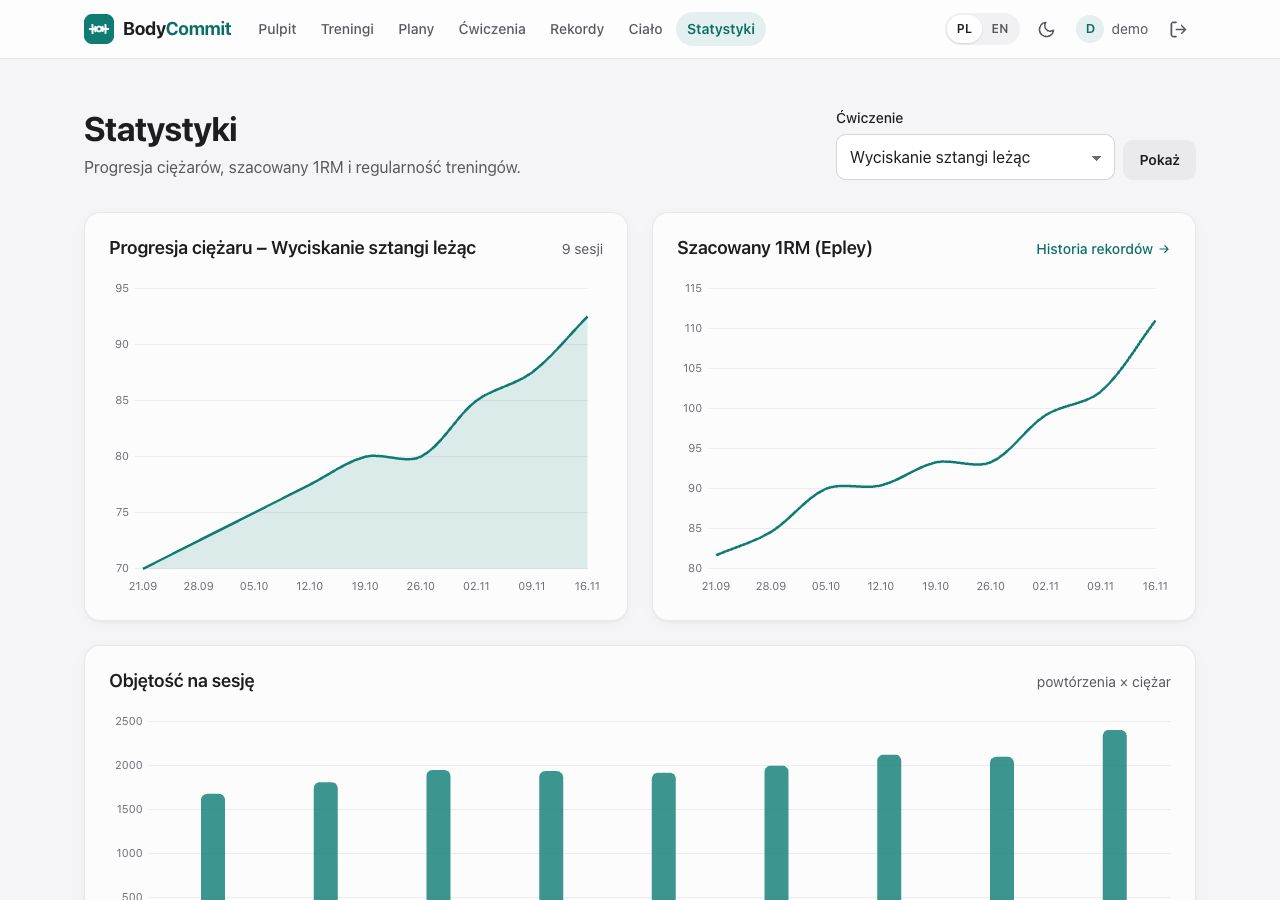 BodyCommit Pulpit Treningi Plany Ćwiczenia Rekordy Ciało Statystyki PL EN D demo
Statystyki
Progresja ciężarów, szacowany 1RM i regularność treningów.
Ćwiczenie
Wyciskanie sztangi leżąc
Pokaż
Progresja ciężaru – Wyciskanie sztangi leżąc
9 sesji
95
90
85
80
75
70
21.09 28.09 05.10 12.10 19.10 26.10 02.11 09.11 16.11
Szacowany 1RM (Epley)
Historia rekordów →
115
110
105
100
95
90
85
80
21.09 28.09 05.10 12.10 19.10 26.10 02.11 09.11 16.11
Objętość na sesję
powtórzenia × ciężar
2500
2000
1500
1000
500